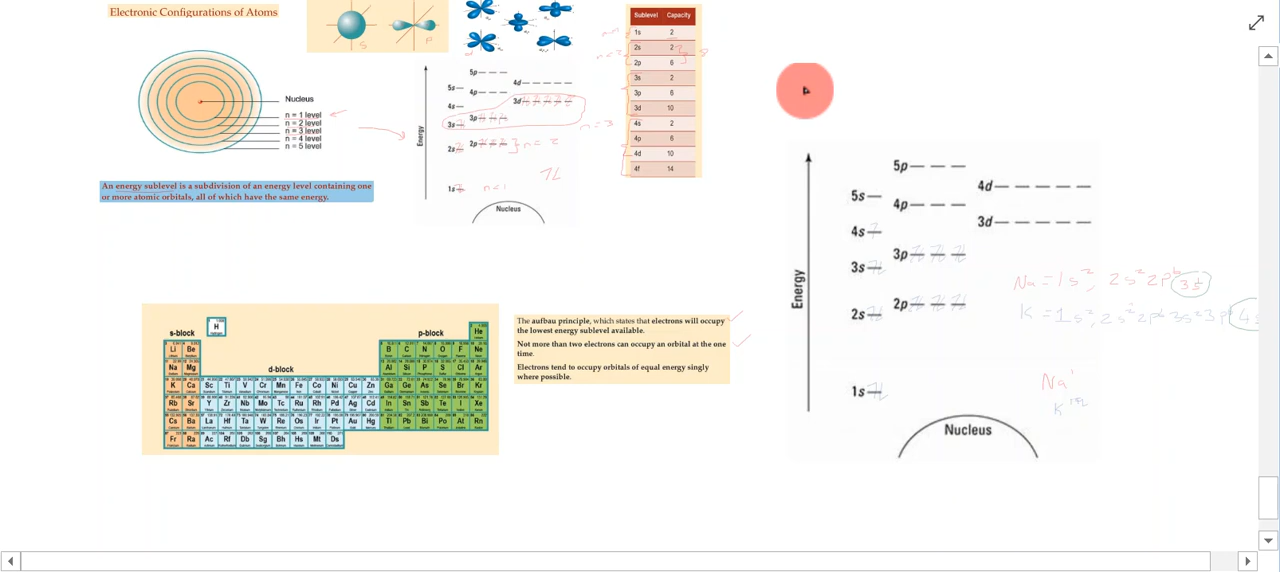 Electronic Configurations of Atoms
s
p
Sublevel Capacity
1s 2
2s 2
2p 6
3s 2
3p 6
3d 10
4s 2
4p 6
4d 10
4f 14
Nucleus
n = 1 level
n = 2 level
n = 3 level
n = 4 level
n = 5 level
An energy sublevel is a subdivision of an energy level containing one
or more atomic orbitals, all of which have the same energy.
Energy
5p
5s 4d
4p
4s 3d
3p
3s n = 3
2p n = 2
2s
1s n=1
Nucleus
s-block
p-block
d-block
H He
Li Be B C N O F Ne
Na Mg Al Si P S Cl Ar
K Ca Sc Ti V Cr Mn Fe Co Ni Cu Zn Ga Ge As Se Br Kr
Rb Sr Y Zr Nb Mo Tc Ru Rh Pd Ag Cd In Sn Sb Te I Xe
Cs Ba La Hf Ta W Re Os Ir Pt Au Hg Tl Pb Bi Po At Rn
Fr Ra Ac Rf Db Sg Bh Hs Mt Ds
The aufbau principle, which states that electrons will occupy
the lowest energy sublevel available.
Not more than two electrons can occupy an orbital at the one
time.
Electrons tend to occupy orbitals of equal energy singly
where possible.
Energy
5p
4d
5s
4p
3d
4s
3p
3s
2p
2s
1s
Nucleus
Na = 1s², 2s² 2p⁶ 3s¹
K = 1s², 2s² 2p⁶ 3s² 3p⁶ 4s
Na
K